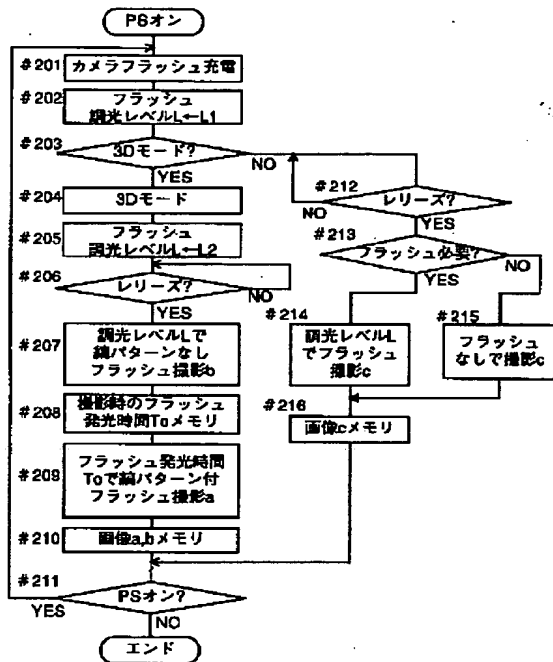 PSオン
#201
カメラフラッシュ充電
#202
フラッシュ
調光レベルL←L1
#203
3Dモード?
NO
YES
#204
3Dモード
#205
フラッシュ
調光レベルL←L2
#206
レリーズ?
NO
YES
#207
調光レベルLで
縞パターンなし
フラッシュ撮影b
#208
撮影時のフラッシュ
発光時間Toメモリ
#209
フラッシュ発光時間
Toで縞パターン付
フラッシュ撮影a
#210
画像a,bメモリ
#211
PSオン?
YES
NO
エンド
#212
レリーズ?
NO
YES
#213
フラッシュ必要?
NO
YES
#214
調光レベルL
でフラッシュ
撮影c
#215
フラッシュ
なしで撮影c
#216
画像cメモリ